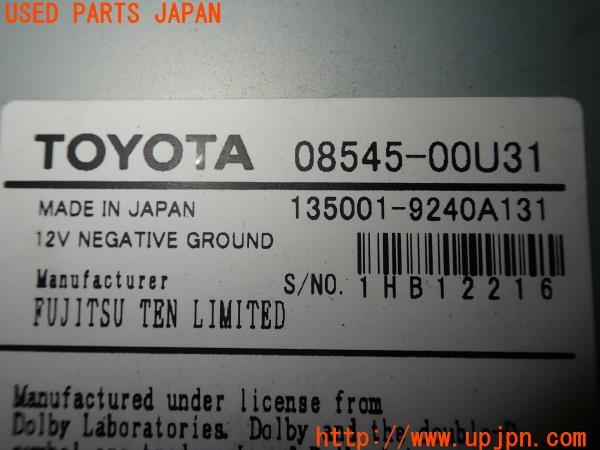 USED PARTS JAPAN
TOYOTA 08545-00U31
MADE IN JAPAN 135001-9240A131
12V NEGATIVE GROUND
Manufacturer S/NO. 1HB12216
FUJITSU TEN LIMITED
Manufactured under license from
Dolby Laboratories. Dolby and the double-D
www.upjpn.com